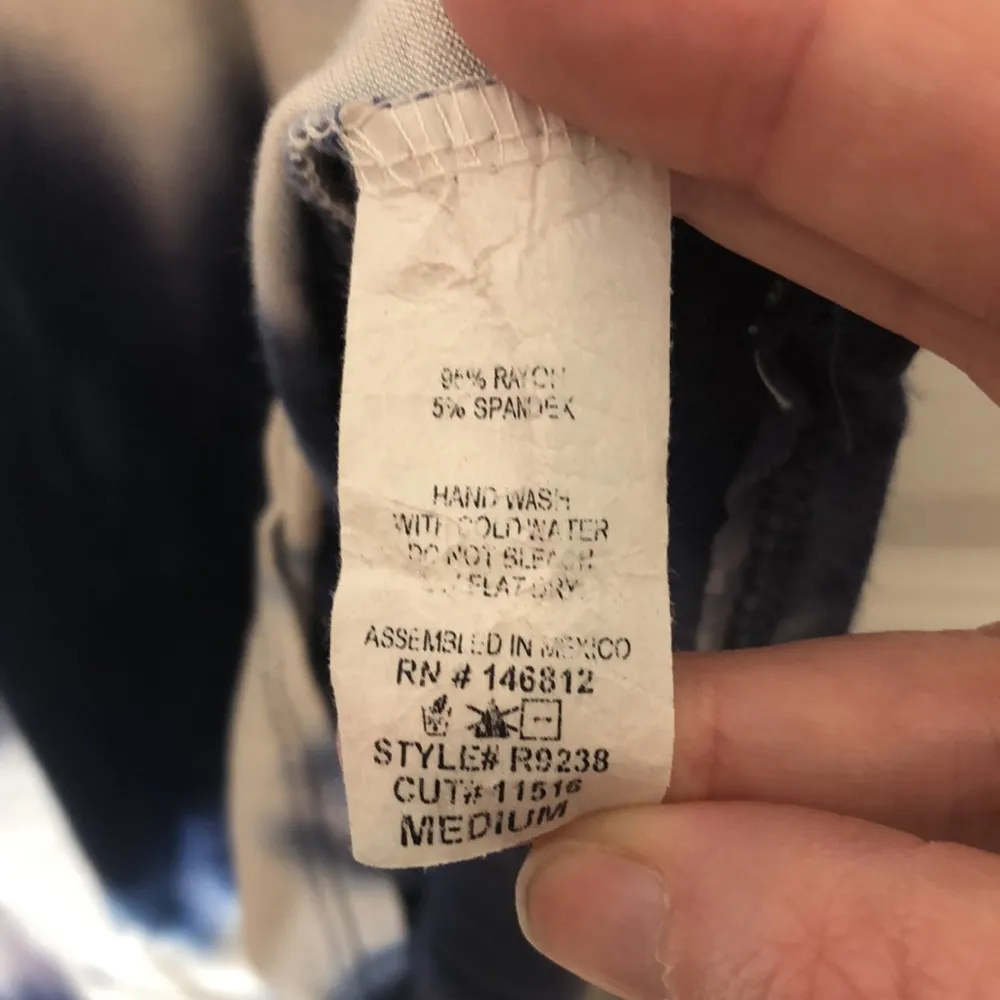 95% RAYON
5% SPANDEX
HAND WASH
WITH COLD WATER
DO NOT BLEACH
FLAT DRY
ASSEMBLED IN MEXICO
RN # 146812
STYLE# R9238
CUT# 11516
MEDIUM